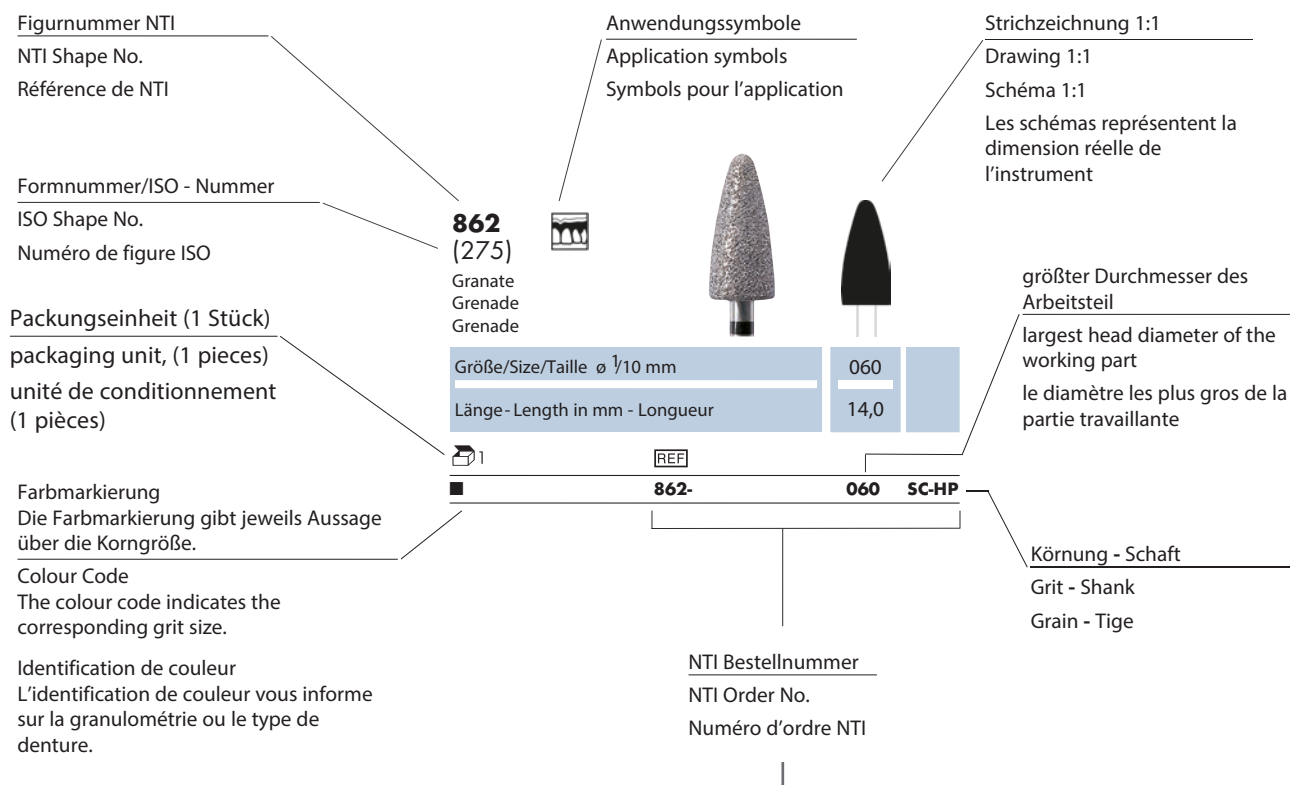 Figurnummer NTI
NTI Shape No.
Référence de NTI
Anwendungssymbole
Application symbols
Symbols pour l’application
Strichzeichnung 1:1
Drawing 1:1
Schéma 1:1
Les schémas représentent la
dimension réelle de
l’instrument
Formnummer/ISO - Nummer
ISO Shape No.
Numéro de figure ISO
862
(275)
Granate
Grenade
Grenade
Packungseinheit (1 Stück)
packaging unit, (1 pieces)
unité de conditionnement
(1 pièces)
größter Durchmesser des
Arbeitsteil
largest head diameter of the
working part
le diamètre les plus gros de la
partie travaillante
Größe/Size/Taille ø 1/10 mm 060
Länge - Length in mm - Longueur 14,0
1 REF
862- 060 SC-HP
Farbmarkierung
Die Farbmarkierung gibt jeweils Aussage
über die Korngröße.
Colour Code
The colour code indicates the
corresponding grit size.
Identification de couleur
L’identification de couleur vous informe
sur la granulométrie ou le type de
denture.
Körnung - Schaft
Grit - Shank
Grain - Tige
NTI Bestellnummer
NTI Order No.
Numéro d’ordre NTI